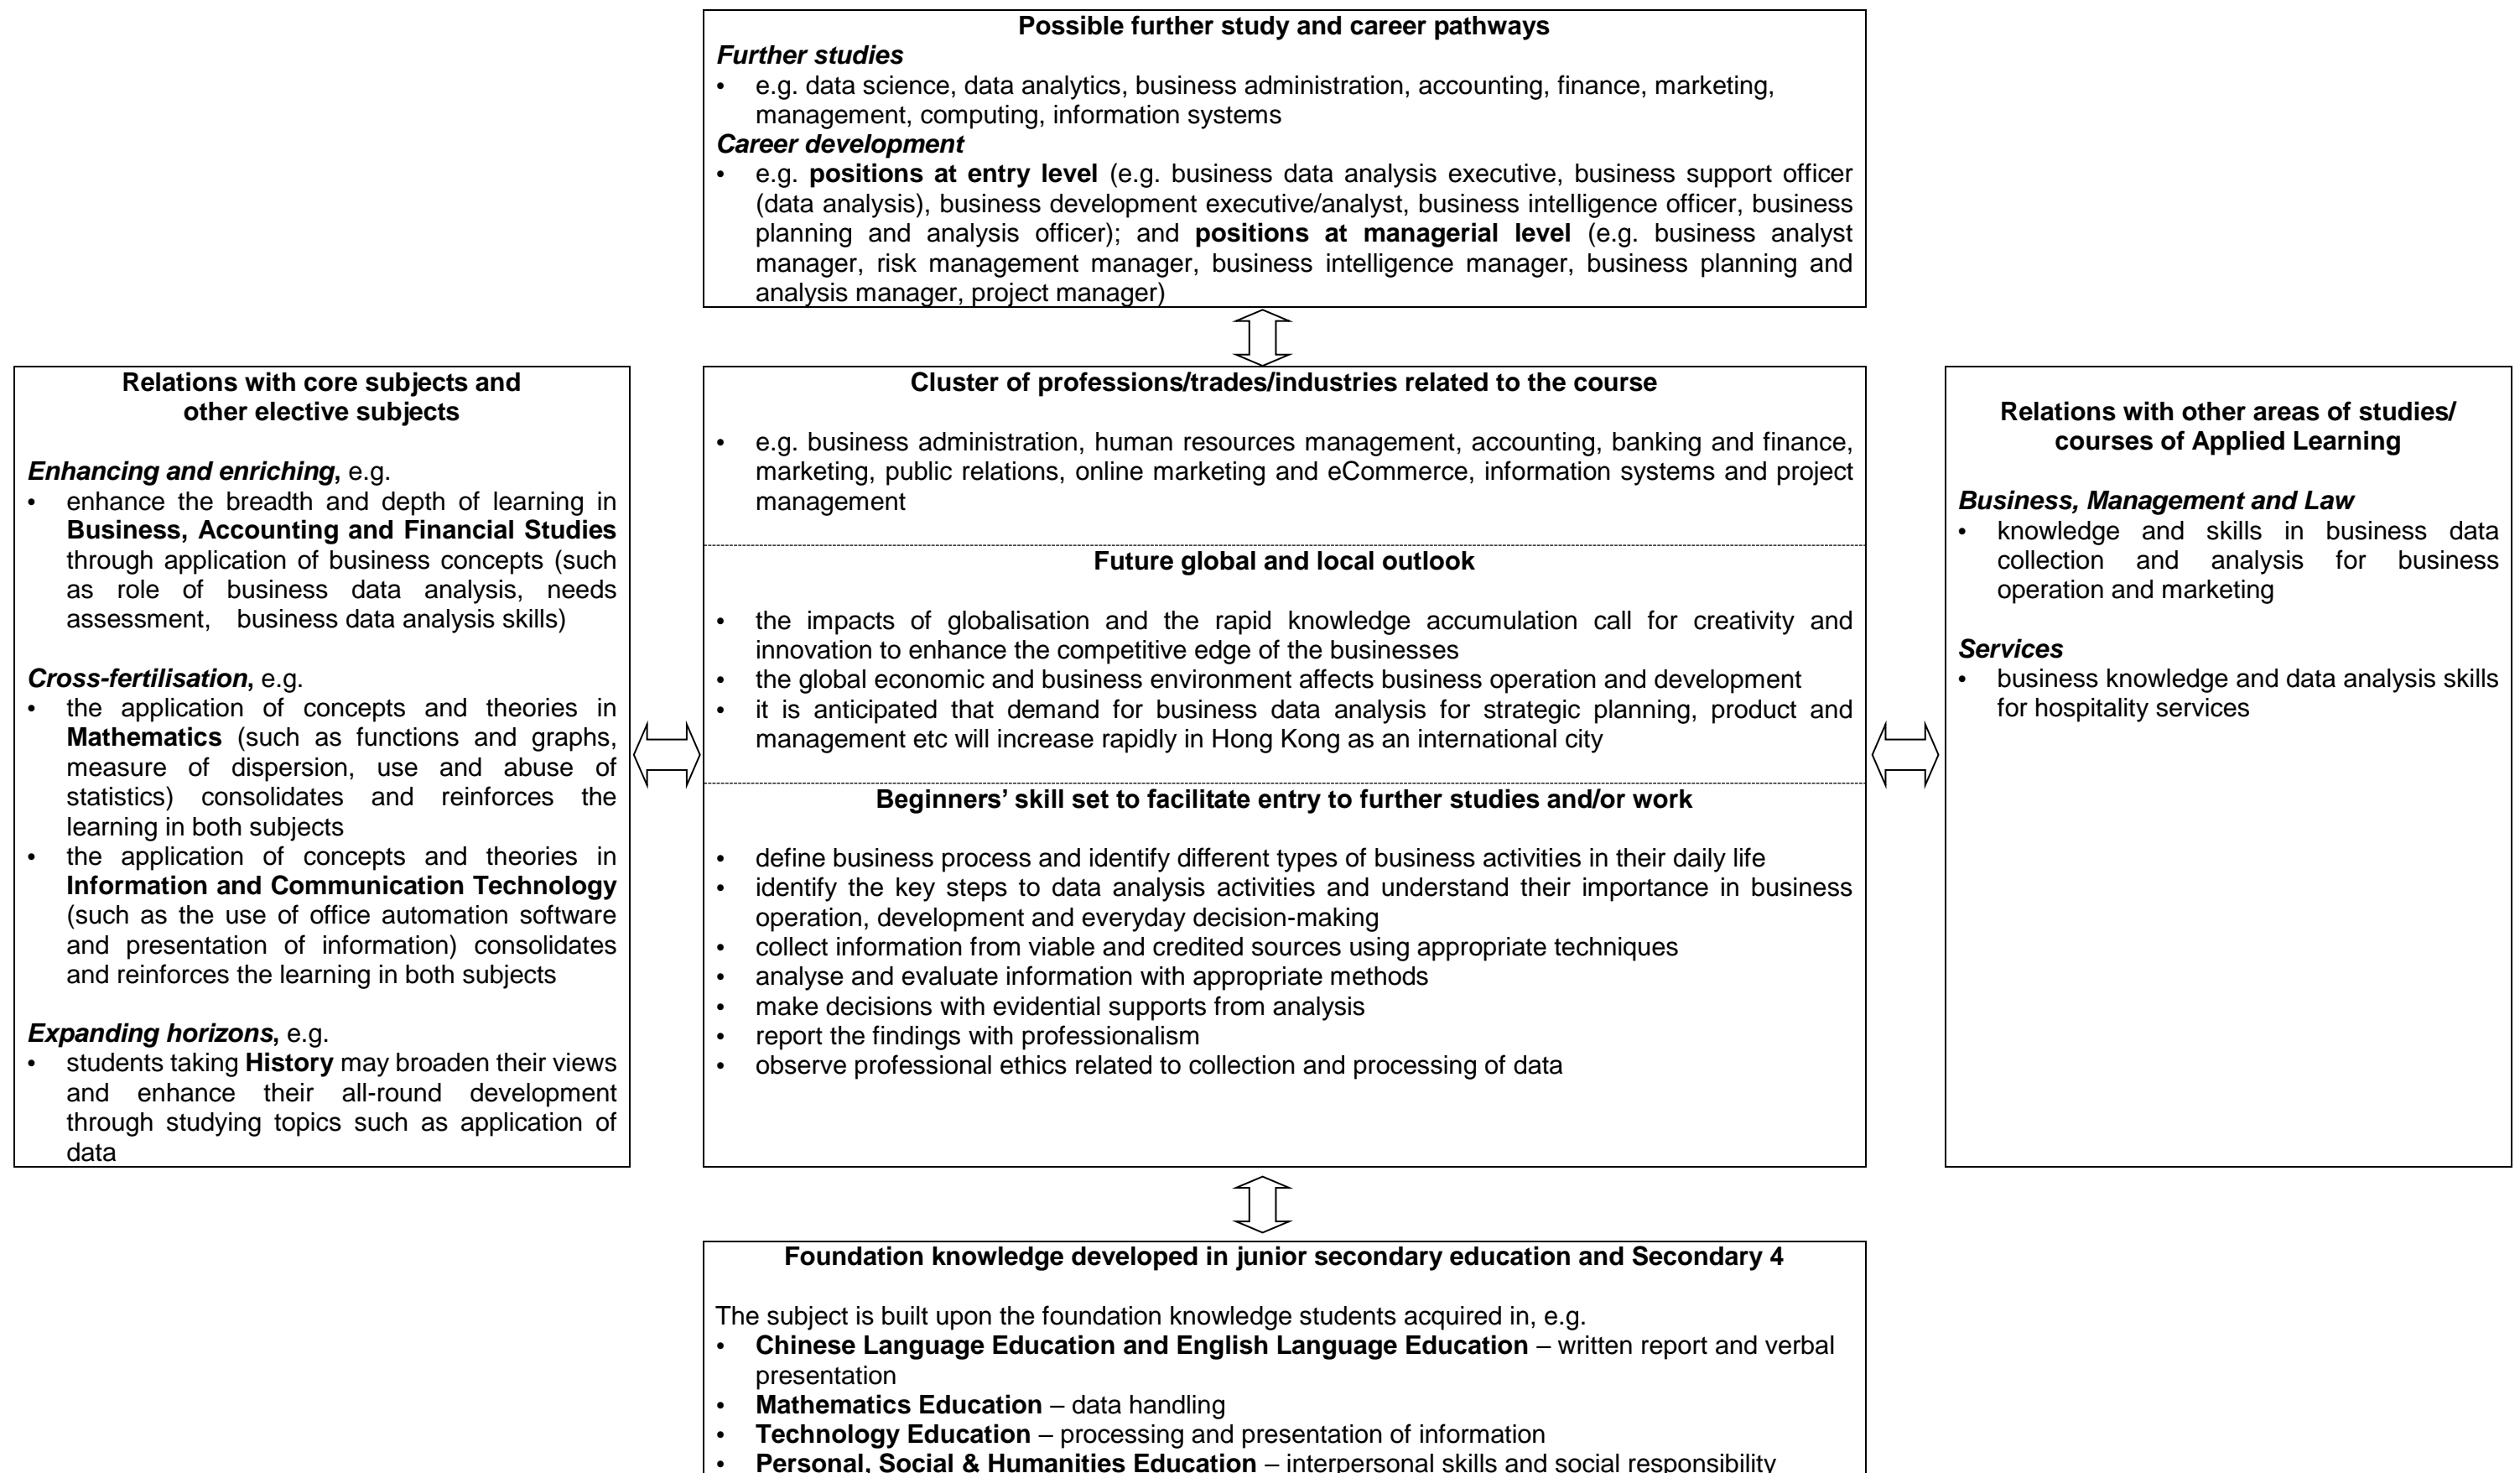 Possible further study and career pathways
Further studies
• e.g. data science, data analytics, business administration, accounting, finance, marketing,
management, computing, information systems
Career development
• e.g. positions at entry level (e.g. business data analysis executive, business support officer
(data analysis), business development executive/analyst, business intelligence officer, business
planning and analysis officer); and positions at managerial level (e.g. business analyst
manager, risk management manager, business intelligence manager, business planning and
analysis manager, project manager)
Relations with core subjects and
other elective subjects
Enhancing and enriching, e.g.
• enhance the breadth and depth of learning in
Business, Accounting and Financial Studies
through application of business concepts (such
as role of business data analysis, needs
assessment, business data analysis skills)
Cross-fertilisation, e.g.
• the application of concepts and theories in
Mathematics (such as functions and graphs,
measure of dispersion, use and abuse of
statistics) consolidates and reinforces the
learning in both subjects
• the application of concepts and theories in
Information and Communication Technology
(such as the use of office automation software
and presentation of information) consolidates
and reinforces the learning in both subjects
Expanding horizons, e.g.
• students taking History may broaden their views
and enhance their all-round development
through studying topics such as application of
data
Cluster of professions/trades/industries related to the course
• e.g. business administration, human resources management, accounting, banking and finance,
marketing, public relations, online marketing and eCommerce, information systems and project
management
Future global and local outlook
• the impacts of globalisation and the rapid knowledge accumulation call for creativity and
innovation to enhance the competitive edge of the businesses
• the global economic and business environment affects business operation and development
• it is anticipated that demand for business data analysis for strategic planning, product and
management etc will increase rapidly in Hong Kong as an international city
Beginners’ skill set to facilitate entry to further studies and/or work
• define business process and identify different types of business activities in their daily life
• identify the key steps to data analysis activities and understand their importance in business
operation, development and everyday decision-making
• collect information from viable and credited sources using appropriate techniques
• analyse and evaluate information with appropriate methods
• make decisions with evidential supports from analysis
• report the findings with professionalism
• observe professional ethics related to collection and processing of data
Relations with other areas of studies/
courses of Applied Learning
Business, Management and Law
• knowledge and skills in business data
collection and analysis for business
operation and marketing
Services
• business knowledge and data analysis skills
for hospitality services
Foundation knowledge developed in junior secondary education and Secondary 4
The subject is built upon the foundation knowledge students acquired in, e.g.
• Chinese Language Education and English Language Education – written report and verbal
presentation
• Mathematics Education – data handling
• Technology Education – processing and presentation of information
• Personal, Social & Humanities Education – interpersonal skills and social responsibility